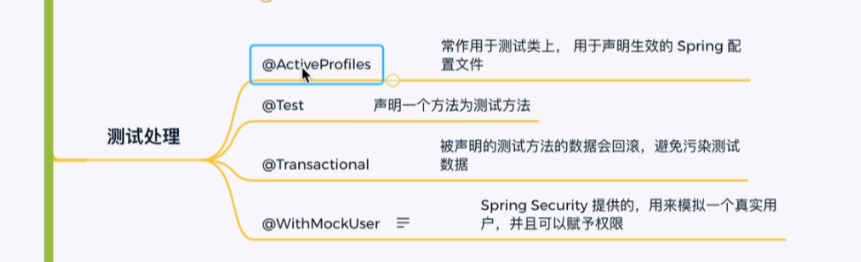 测试处理
@ActiveProfiles
常作用于测试类上， 用于声明生效的 Spring 配
置文件
@Test
声明一个方法为测试方法
@Transactional
被声明的测试方法的数据会回滚，避免污染测试
数据
@WithMockUser
Spring Security 提供的，用来模拟一个真实用
户，并且可以赋予权限